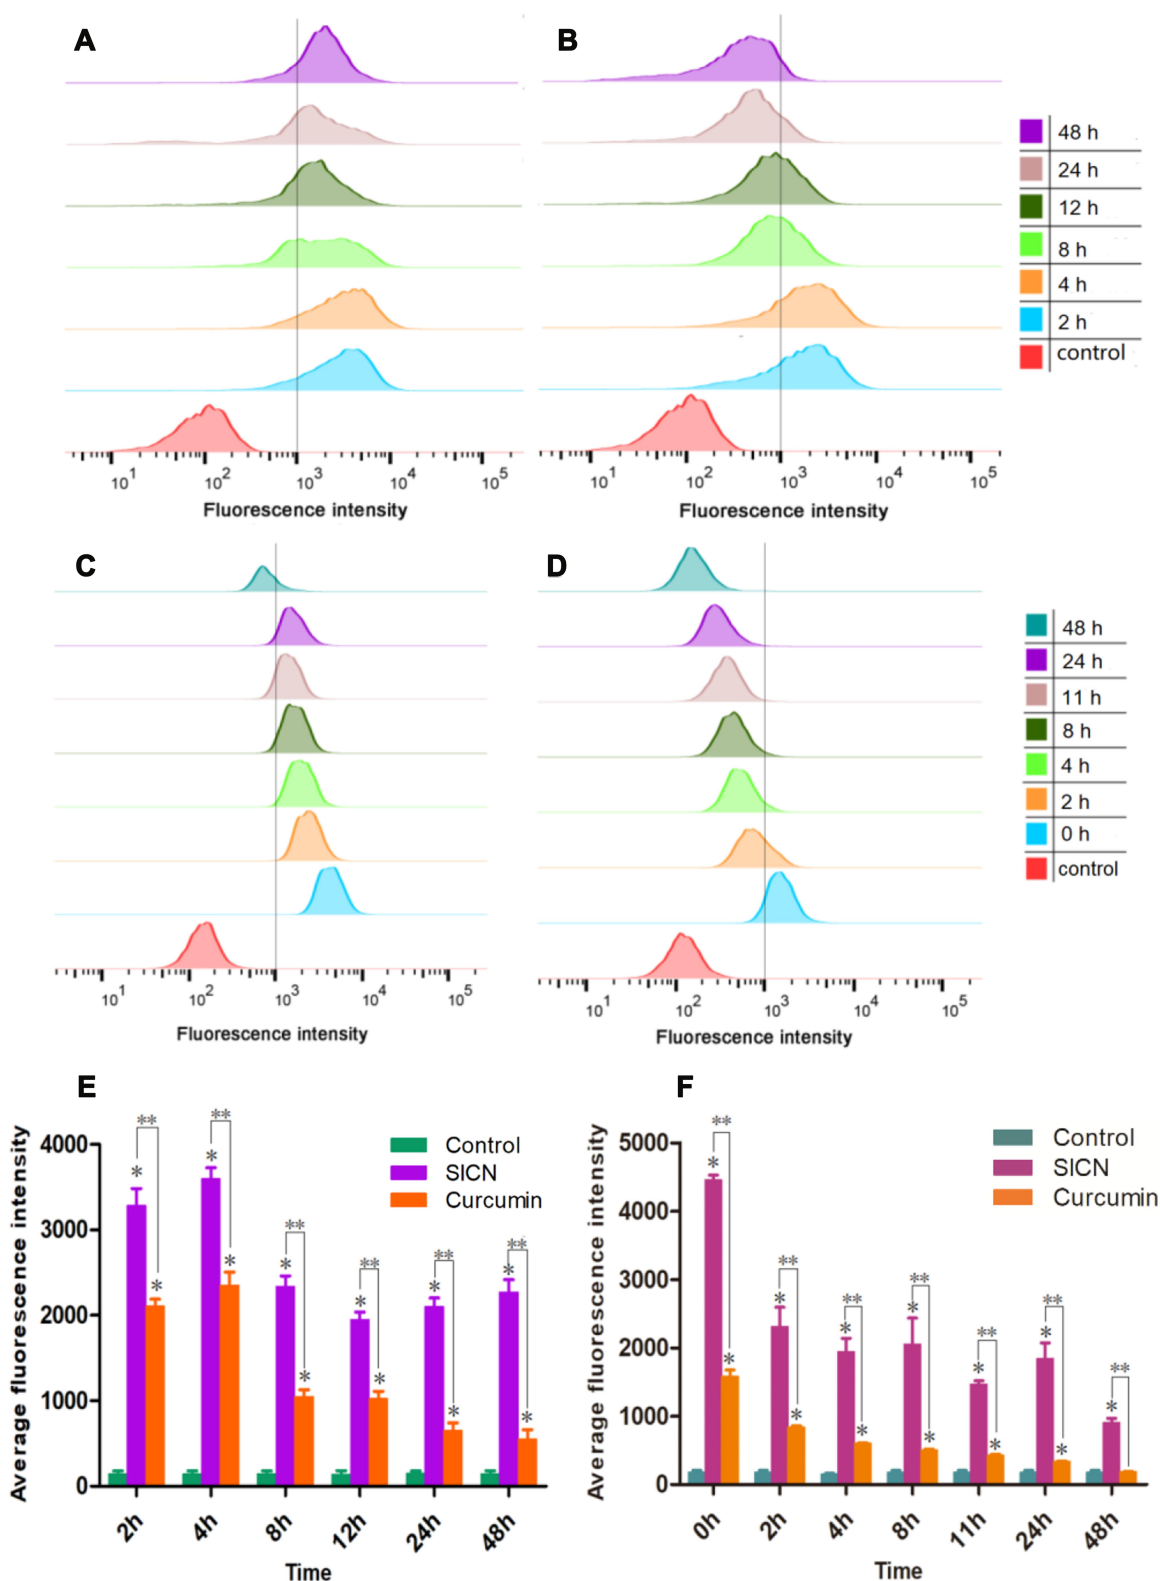 A
B
48 h
24 h
12 h
8 h
4 h
2 h
control
10^1 10^2 10^3 10^4 10^5
Fluorescence intensity
10^1 10^2 10^3 10^4 10^5
Fluorescence intensity
C
D
48 h
24 h
11 h
8 h
4 h
2 h
0 h
control
10^1 10^2 10^3 10^4 10^5
Fluorescence intensity
10^1 10^2 10^3 10^4 10^5
Fluorescence intensity
E
Average fluorescence intensity
4000
3000
2000
1000
0
Control
SICN
Curcumin
** ** ** ** ** **
* * * * * *
* * * * * *
2h 4h 8h 12h 24h 48h
Time
F
Average fluorescence intensity
5000
4000
3000
2000
1000
0
Control
SICN
Curcumin
** ** ** ** ** ** **
* * * * * * *
* * * * * *
0h 2h 4h 8h 11h 24h 48h
Time